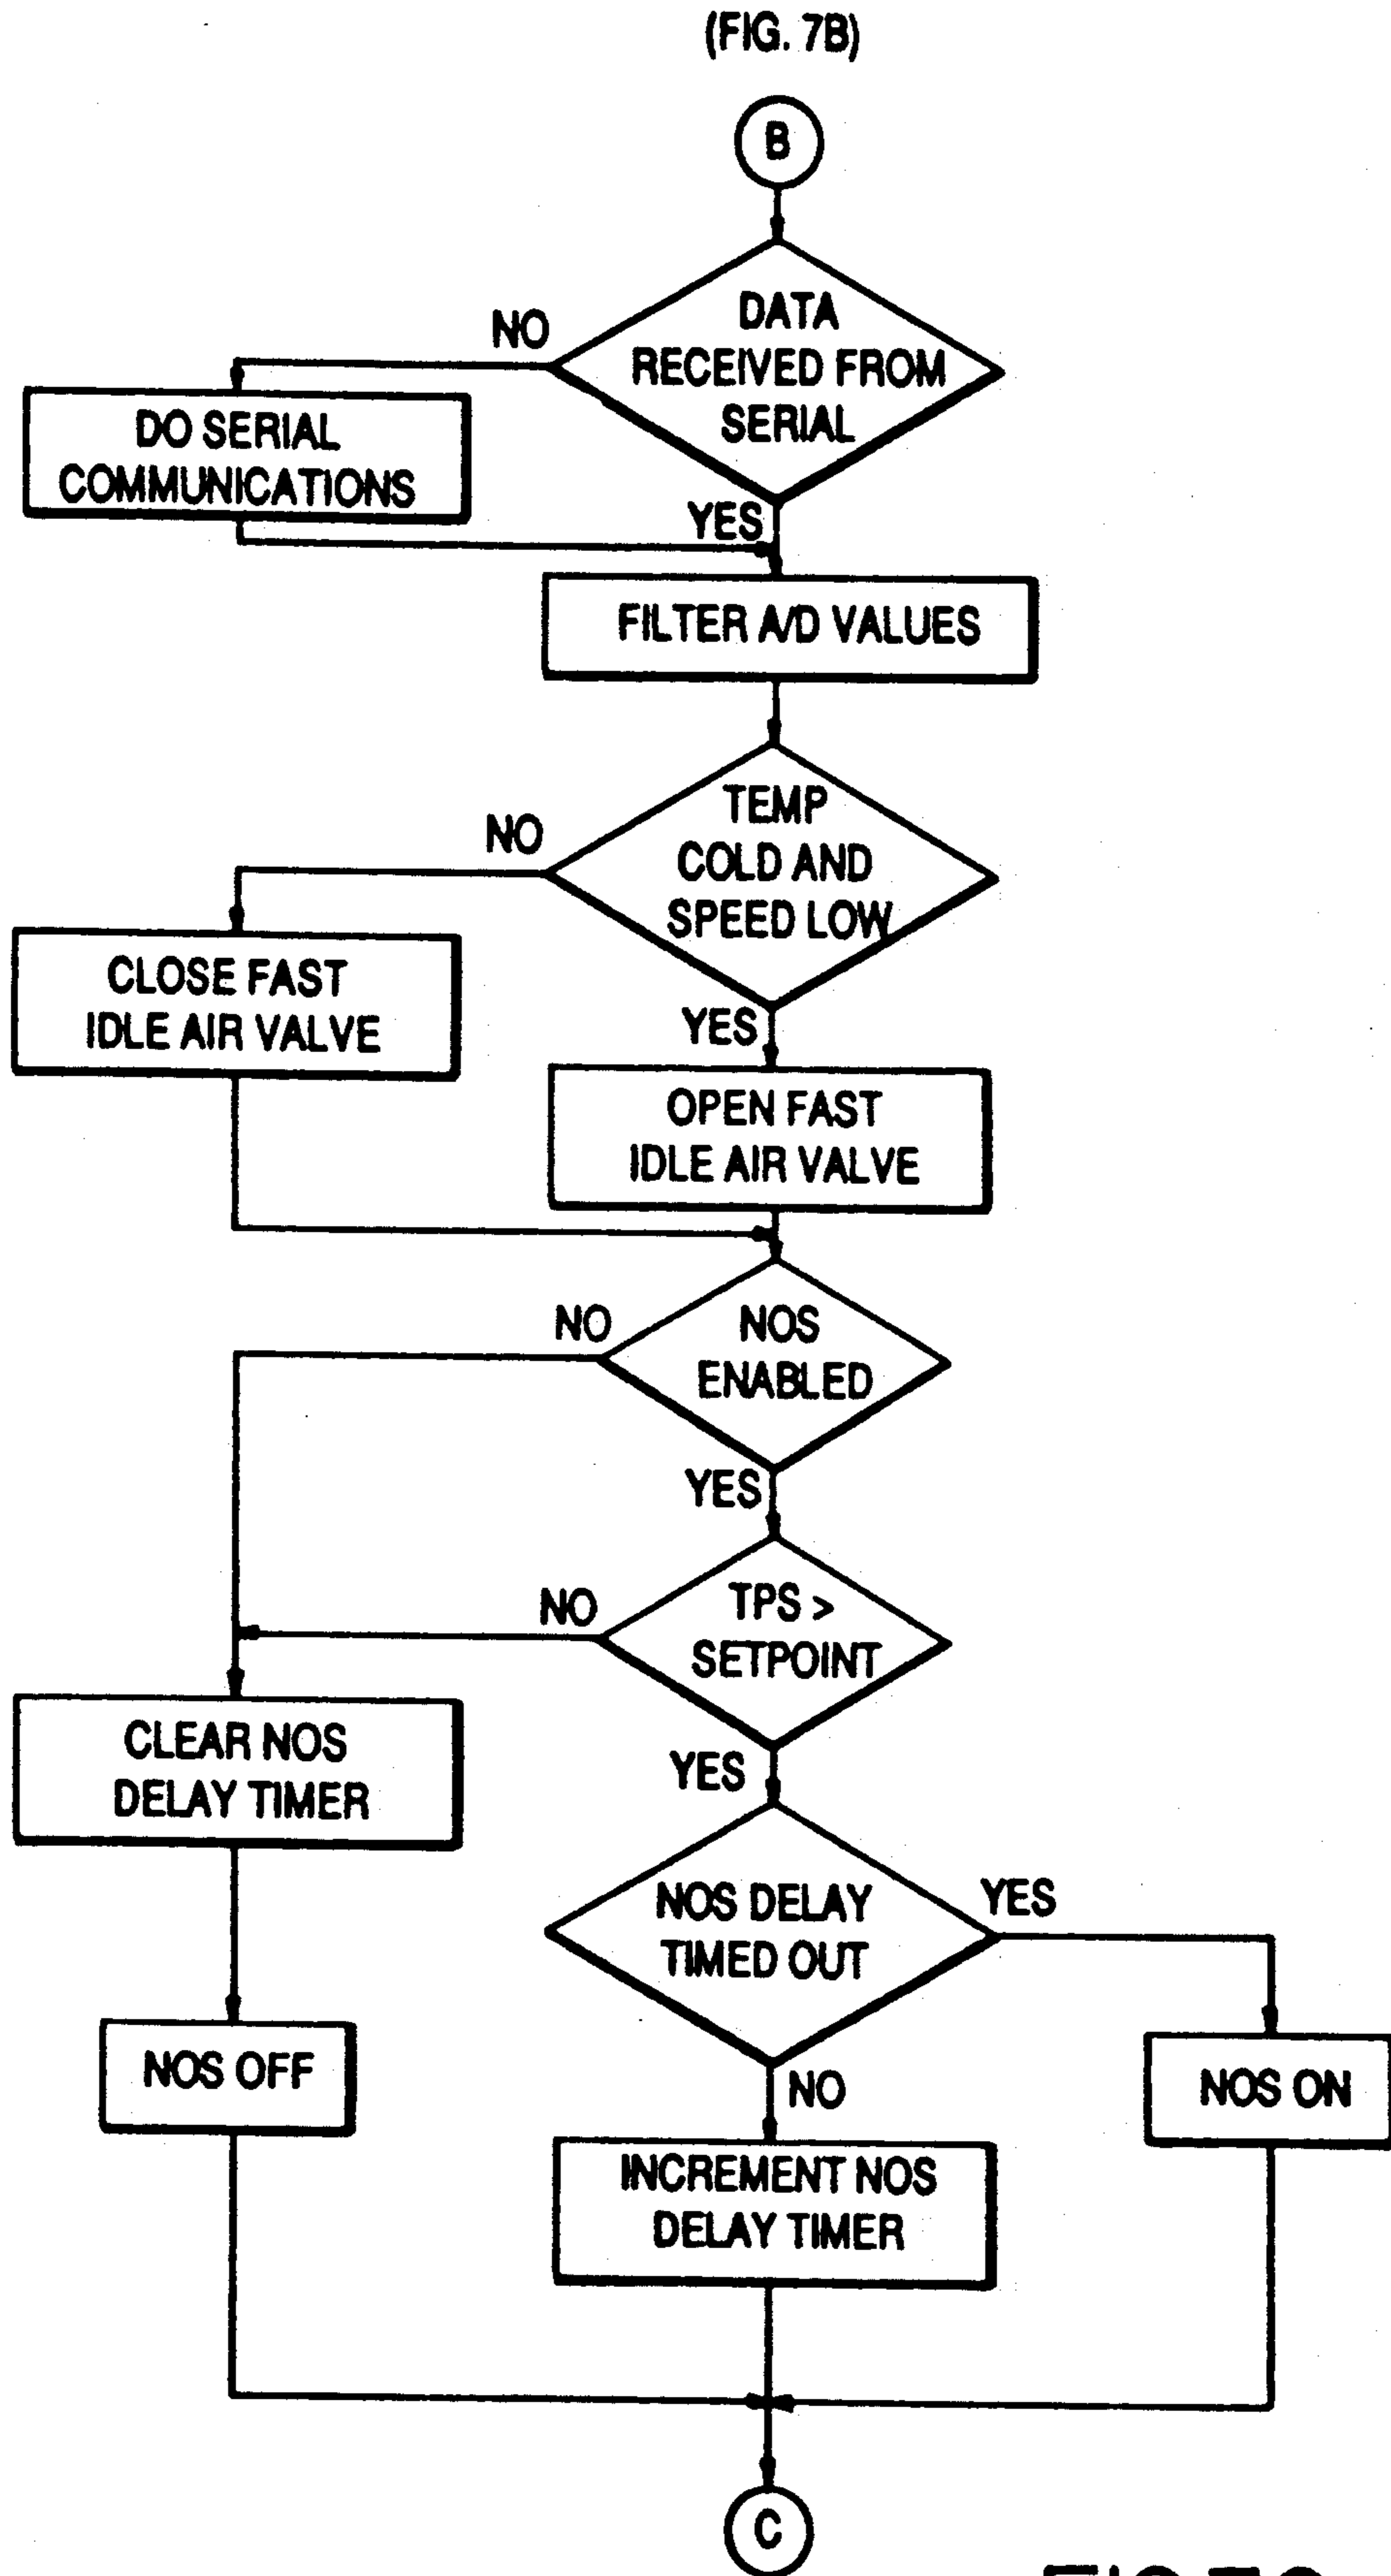 (FIG. 7B)
B
DATA
RECEIVED FROM
SERIAL
NO
DO SERIAL
COMMUNICATIONS
YES
FILTER A/D VALUES
TEMP
COLD AND
SPEED LOW
NO
CLOSE FAST
IDLE AIR VALVE
YES
OPEN FAST
IDLE AIR VALVE
NOS
ENABLED
NO
YES
TPS >
SETPOINT
NO
CLEAR NOS
DELAY TIMER
YES
NOS DELAY
TIMED OUT
YES
NOS OFF
NO
NOS ON
INCREMENT NOS
DELAY TIMER
C